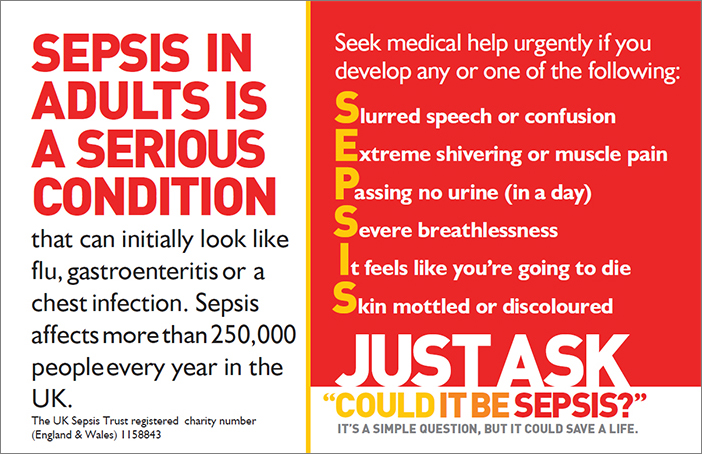 SEPSIS IN
ADULTS IS
A SERIOUS
CONDITION
that can initially look like
flu, gastroenteritis or a
chest infection. Sepsis
affects more than 250,000
people every year in the
UK.
The UK Sepsis Trust registered charity number
(England & Wales) 1158843
Seek medical help urgently if you
develop any or one of the following:
Slurred speech or confusion
Extreme shivering or muscle pain
Passing no urine (in a day)
Severe breathlessness
It feels like you're going to die
Skin mottled or discoloured
JUST ASK
“COULD IT BE SEPSIS?”
IT'S A SIMPLE QUESTION, BUT IT COULD SAVE A LIFE.